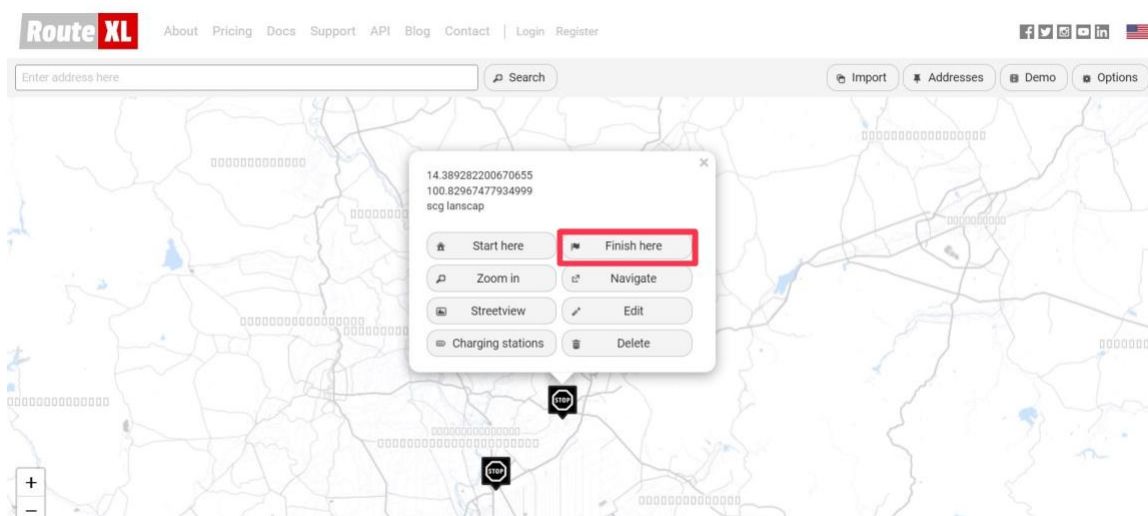 Route XL
About Pricing Docs Support API Blog Contact | Login Register
Enter address here
Search
Import
Addresses
Demo
Options
14.389282200670655
100.82967477934999
scg lanscap
Start here
Finish here
Zoom in
Navigate
Streetview
Edit
Charging stations
Delete
STOP
STOP
+
−